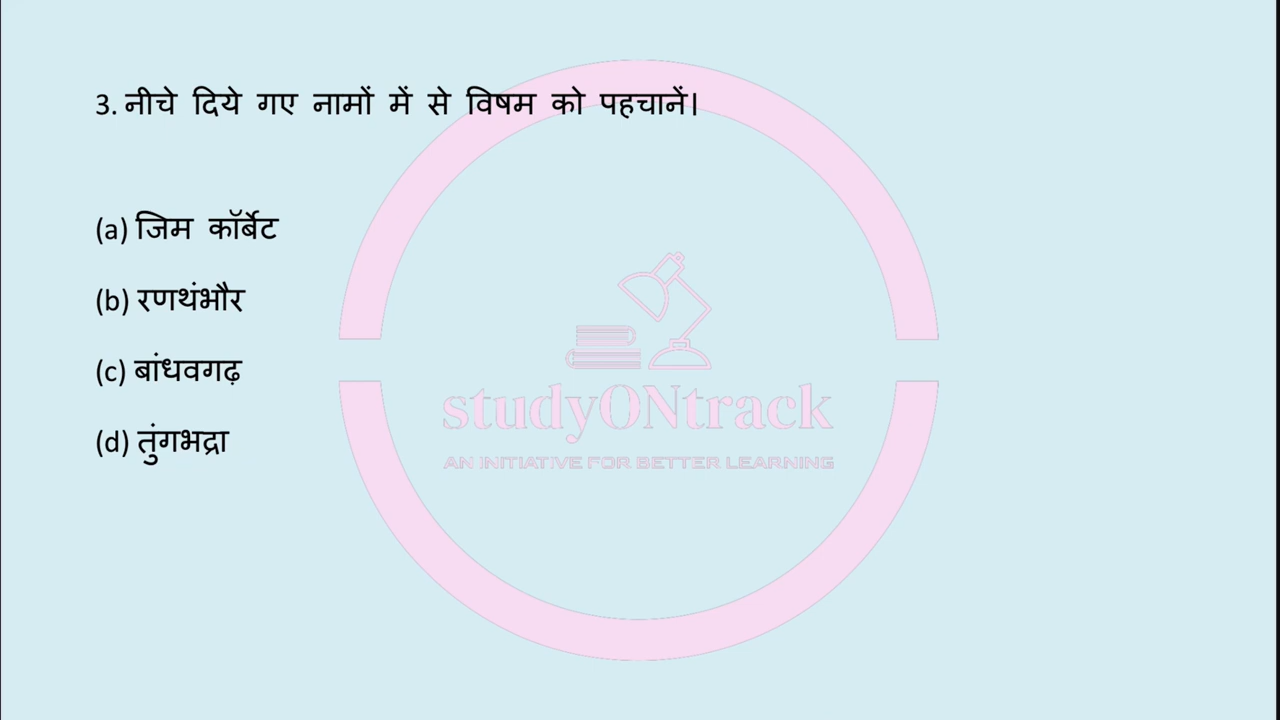 3. नीचे दिये गए नामों में से विषम को पहचानें।
(a) जिम कॉर्बेट
(b) रणथंभौर
(c) बांधवगढ़
(d) तुंगभद्रा
studyONtrack
AN INITIATIVE FOR BETTER LEARNING